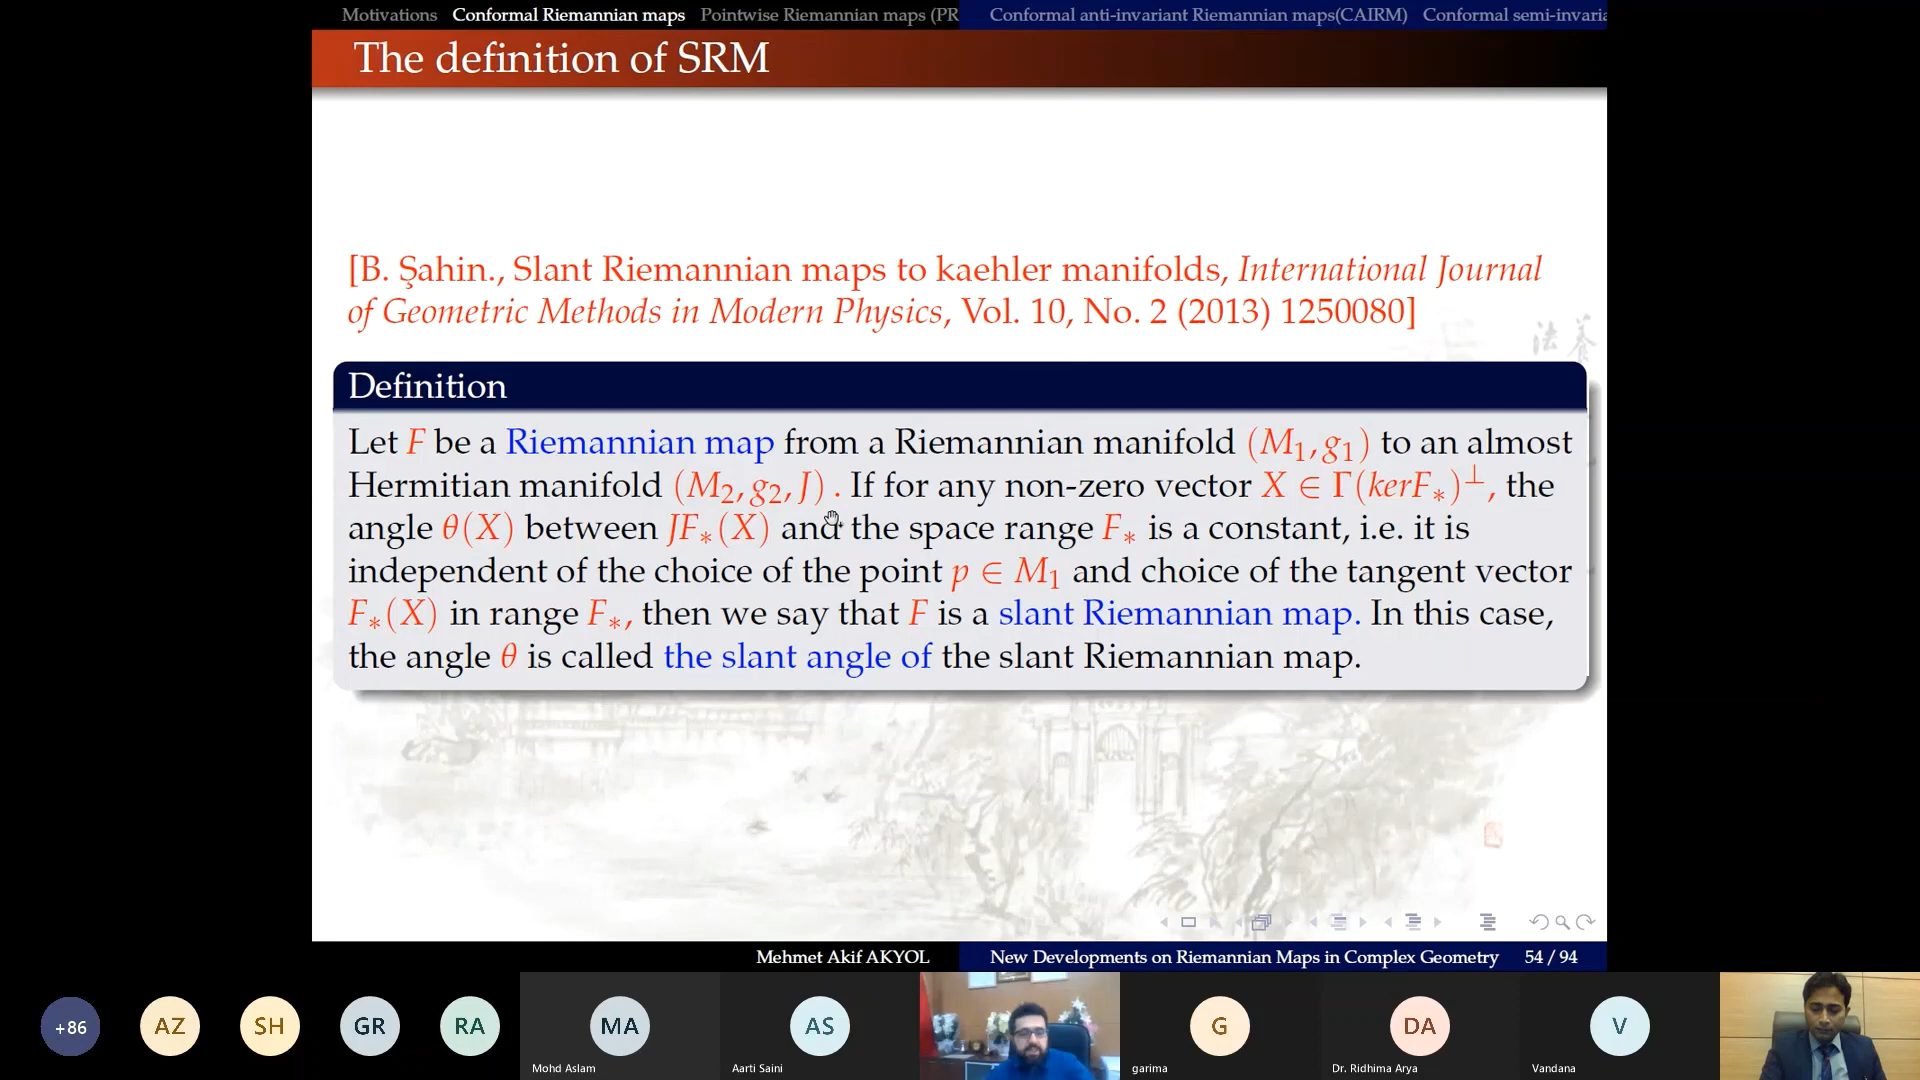 Motivations Conformal Riemannian maps Pointwise Riemannian maps (PR Conformal anti-invariant Riemannian maps(CAIRM) Conformal semi-invaria
The definition of SRM
[B. Şahin., Slant Riemannian maps to kaehler manifolds, International Journal
of Geometric Methods in Modern Physics, Vol. 10, No. 2 (2013) 1250080]
法 養
Definition
Let F be a Riemannian map from a Riemannian manifold (M₁, g₁) to an almost
Hermitian manifold (M₂, g₂, J) . If for any non-zero vector X ∈ Γ(kerF∗)⊥, the
angle θ(X) between JF∗(X) and the space range F∗ is a constant, i.e. it is
independent of the choice of the point p ∈ M₁ and choice of the tangent vector
F∗(X) in range F∗, then we say that F is a slant Riemannian map. In this case,
the angle θ is called the slant angle of the slant Riemannian map.
Mehmet Akif AKYOL New Developments on Riemannian Maps in Complex Geometry 54 / 94
+86 AZ SH GR RA MA AS G DA V
Mohd Aslam Aarti Saini garima Dr. Ridhima Arya Vandana